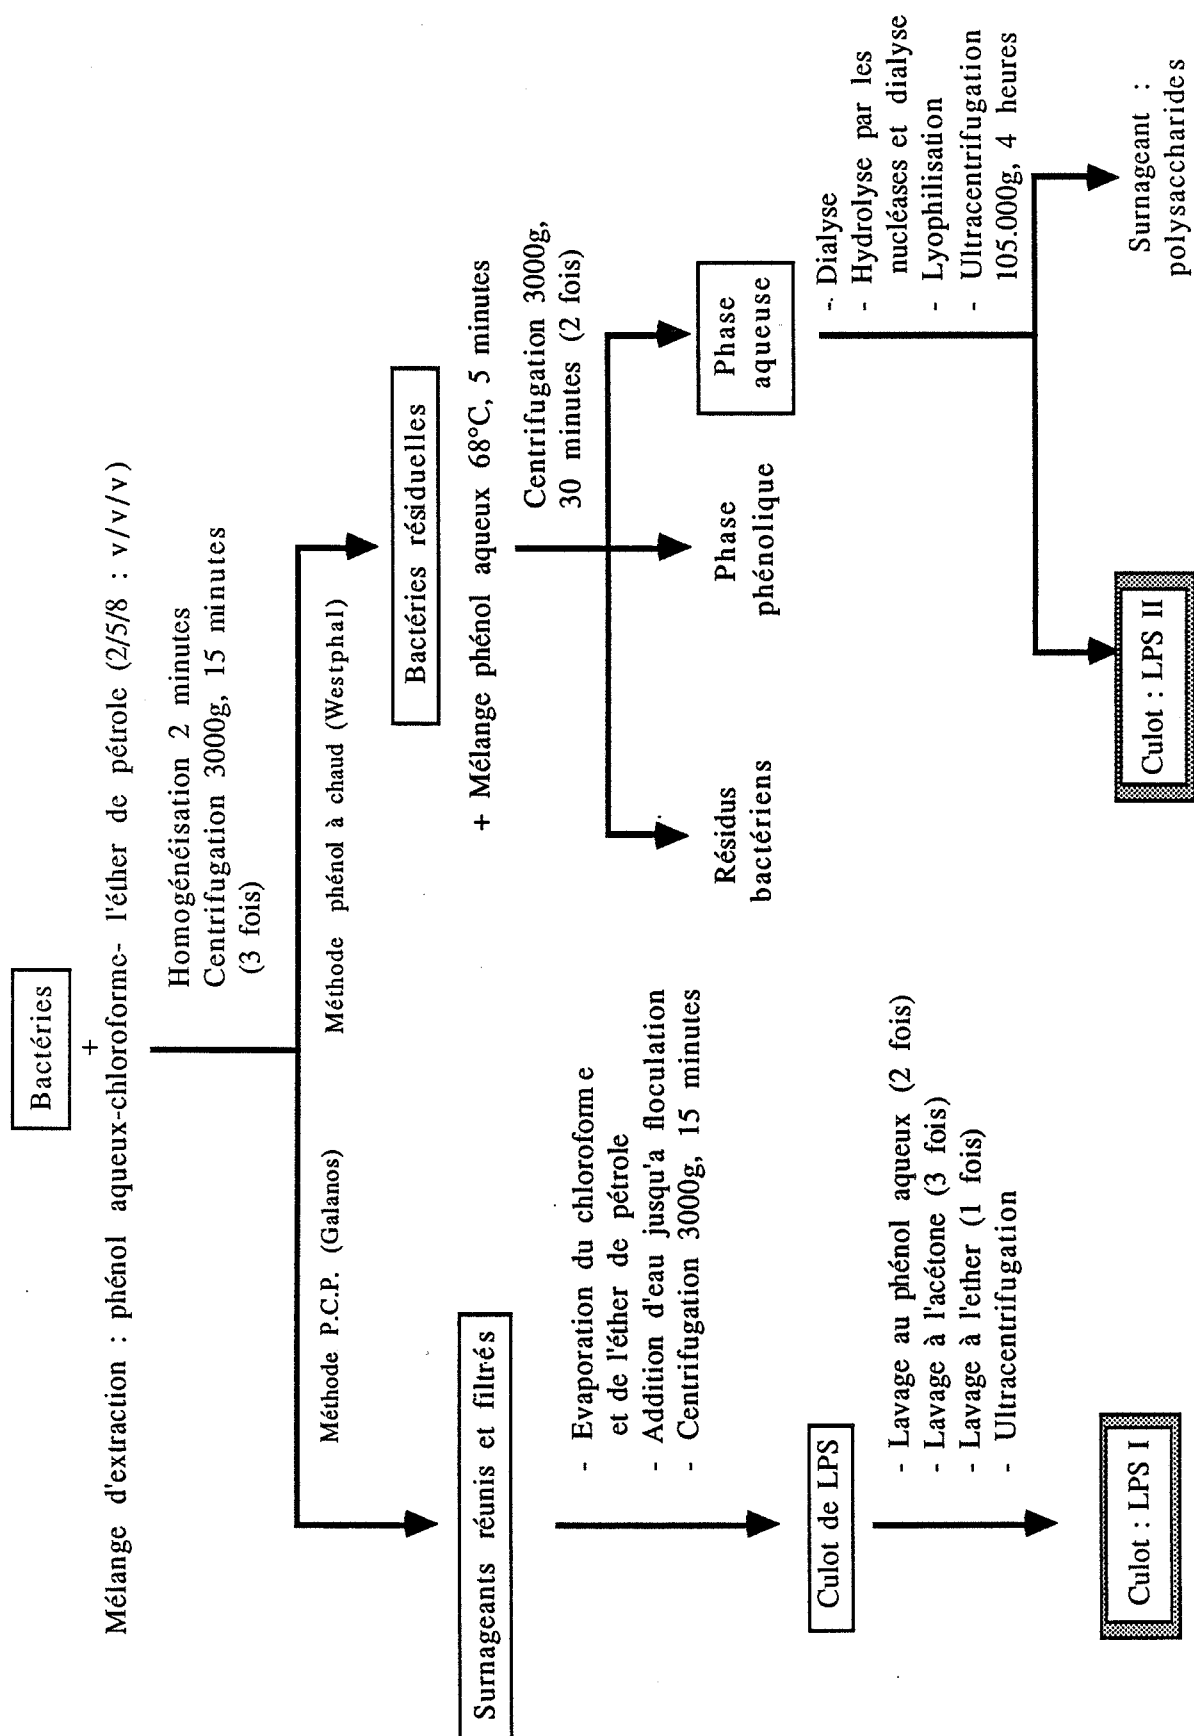 Bactéries
+
Mélange d'extraction : phénol aqueux-chloroforme- l'éther de pétrole (2/5/8 : v/v/v)
Homogénéisation 2 minutes
Centrifugation 3000g, 15 minutes
(3 fois)
Méthode P.C.P. (Galanos)
Méthode phénol à chaud (Westphal)
Surnageants réunis et filtrés
- Evaporation du chloroforme
et de l'éther de pétrole
- Addition d'eau jusqu'a floculation
- Centrifugation 3000g, 15 minutes
Culot de LPS
- Lavage au phénol aqueux (2 fois)
- Lavage à l'acétone (3 fois)
- Lavage à l'ether (1 fois)
- Ultracentrifugation
Culot : LPS I
Bactéries résiduelles
+ Mélange phénol aqueux 68°C, 5 minutes
Centrifugation 3000g,
30 minutes (2 fois)
Résidus
bactériens
Phase
phénolique
Phase
aqueuse
- Dialyse
- Hydrolyse par les
nucléases et dialyse
- Lyophilisation
- Ultracentrifugation
105.000g, 4 heures
Culot : LPS II
Surnageant :
polysaccharides